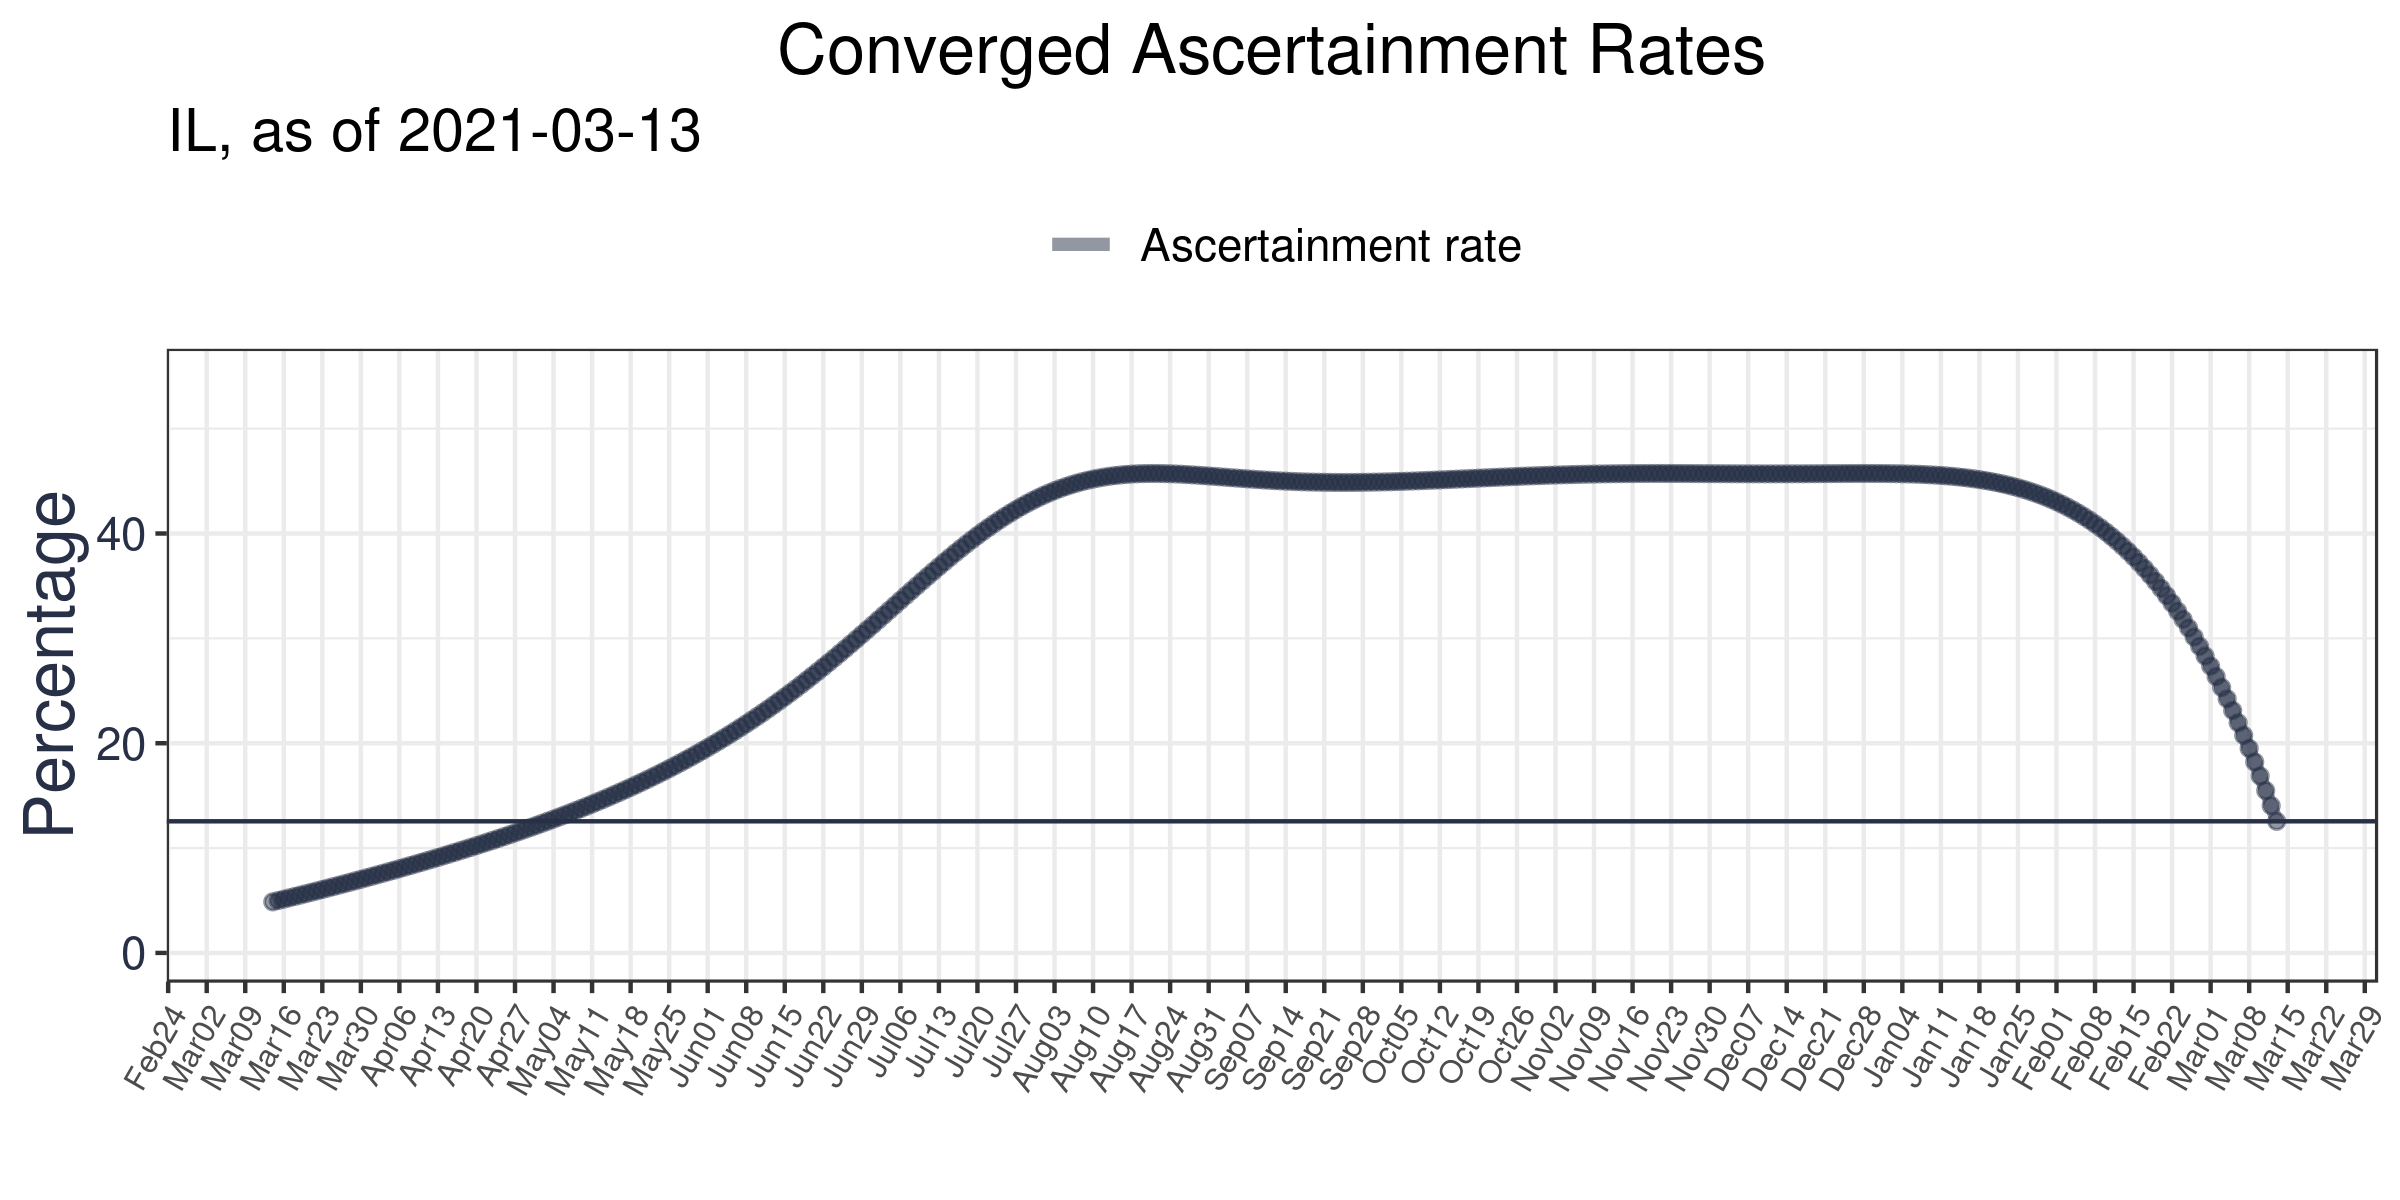 Converged Ascertainment Rates
IL, as of 2021-03-13
Ascertainment rate
Percentage
40
20
0
Feb24
Mar02
Mar09
Mar16
Mar23
Mar30
Apr06
Apr13
Apr20
Apr27
May04
May11
May18
May25
Jun01
Jun08
Jun15
Jun22
Jun29
Jul06
Jul13
Jul20
Jul27
Aug03
Aug10
Aug17
Aug24
Aug31
Sep07
Sep14
Sep21
Sep28
Oct05
Oct12
Oct19
Oct26
Nov02
Nov09
Nov16
Nov23
Nov30
Dec07
Dec14
Dec21
Dec28
Jan04
Jan11
Jan18
Jan25
Feb01
Feb08
Feb15
Feb22
Mar01
Mar08
Mar15
Mar22
Mar29